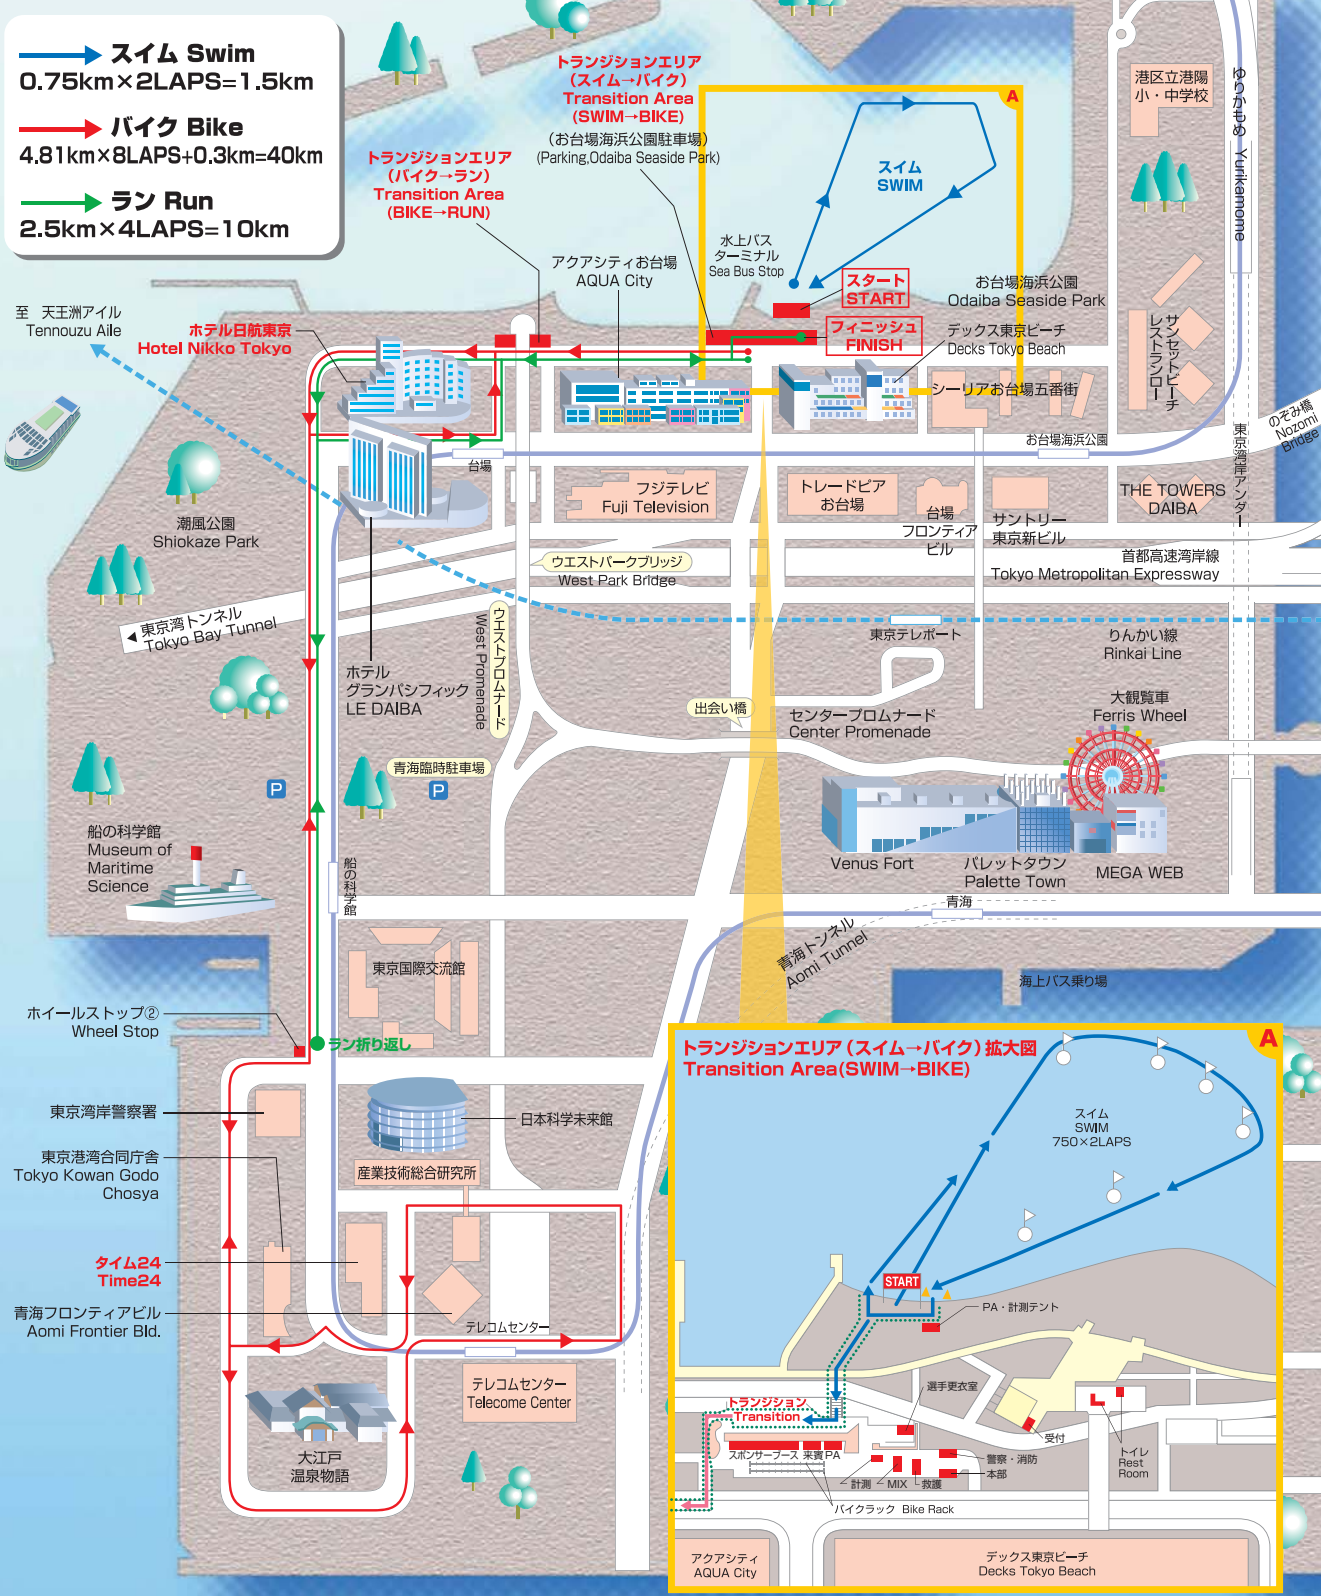 スイム Swim
0.75km×2LAPS=1.5km
バイク Bike
4.81km×8LAPS+0.3km=40km
ラン Run
2.5km×4LAPS=10km
トランジションエリア
(スイム→バイク)
Transition Area
(SWIM→BIKE)
(お台場海浜公園駐車場)
(Parking,Odaiba Seaside Park)
トランジションエリア
(バイク→ラン)
Transition Area
(BIKE→RUN)
A
スイム
SWIM
港区立港陽
小・中学校
ゆりかもめ Yurikamome
水上バス
ターミナル
Sea Bus Stop
アクアシティお台場
AQUA City
スタート
START
フィニッシュ
FINISH
お台場海浜公園
Odaiba Seaside Park
デックス東京ビーチ
Decks Tokyo Beach
シーリアお台場五番街
サンセットビーチ
レストランロー
至 天王洲アイル
Tennouzu Aile
ホテル日航東京
Hotel Nikko Tokyo
お台場海浜公園
のぞみ橋
Nozomi
Bridge
東京湾岸アンダー
台場
潮風公園
Shiokaze Park
フジテレビ
Fuji Television
トレードピア
お台場
台場
フロンティア
ビル
サントリー
東京新ビル
THE TOWERS
DAIBA
首都高速湾岸線
Tokyo Metropolitan Expressway
ウエストパークブリッジ
West Park Bridge
東京湾トンネル
Tokyo Bay Tunnel
ウエストプロムナード
West Promenade
東京テレポート
りんかい線
Rinkai Line
ホテル
グランパシフィック
LE DAIBA
出会い橋
センタープロムナード
Center Promenade
大観覧車
Ferris Wheel
青海臨時駐車場
P
P
船の科学館
Museum of
Maritime
Science
船の科学館
Venus Fort
パレットタウン
Palette Town
MEGA WEB
青海
青海トンネル
Aomi Tunnel
海上バス乗り場
東京国際交流館
ホイールストップ②
Wheel Stop
ラン折り返し
東京湾岸警察署
日本科学未来館
東京港湾合同庁舎
Tokyo Kowan Godo
Chosya
産業技術総合研究所
タイム24
Time24
青海フロンティアビル
Aomi Frontier Bld.
テレコムセンター
テレコムセンター
Telecome Center
大江戸
温泉物語
トランジションエリア(スイム→バイク)拡大図
Transition Area(SWIM→BIKE)
A
スイム
SWIM
750×2LAPS
START
PA・計測テント
トランジション
Transition
選手更衣室
受付
トイレ
Rest
Room
スポンサーブース 来賓 PA
警察・消防
本部
計測
MIX
救護
バイクラック Bike Rack
アクアシティ
AQUA City
デックス東京ビーチ
Decks Tokyo Beach